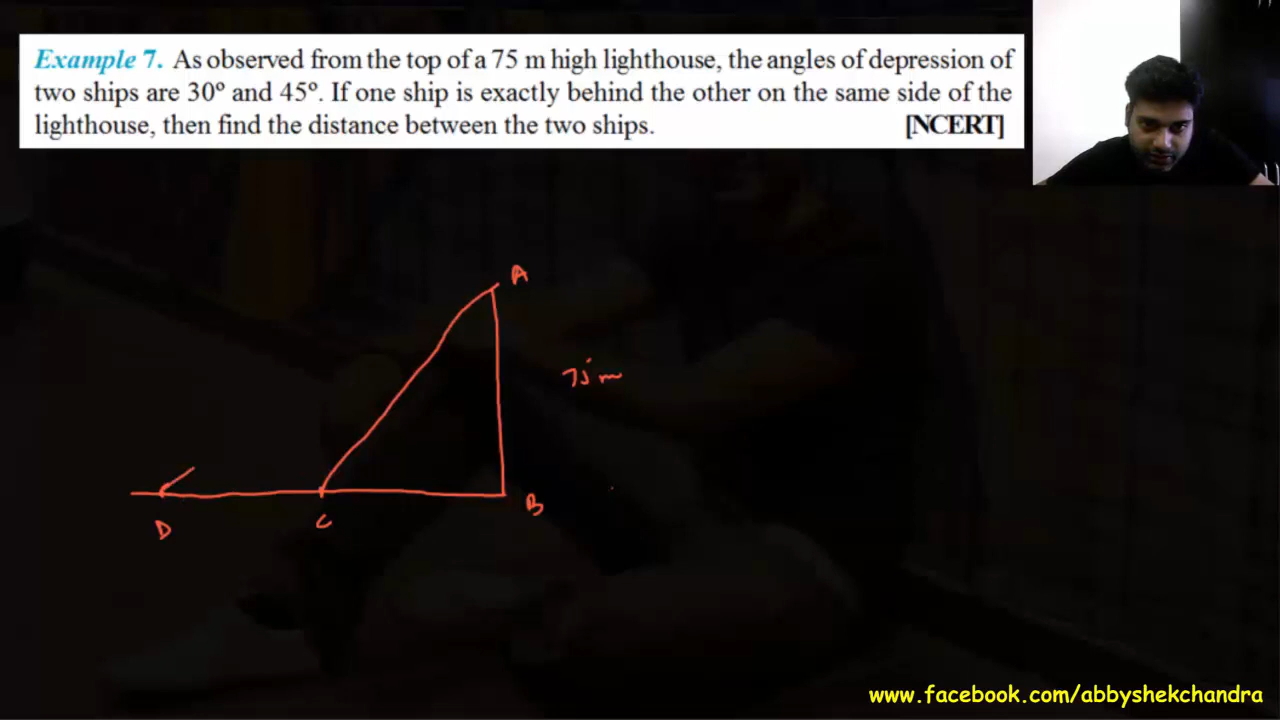 Example 7. As observed from the top of a 75 m high lighthouse, the angles of depression of
two ships are 30º and 45º. If one ship is exactly behind the other on the same side of the
lighthouse, then find the distance between the two ships. [NCERT]
A
75 m
B
D C
www.facebook.com/abbyshekchandra